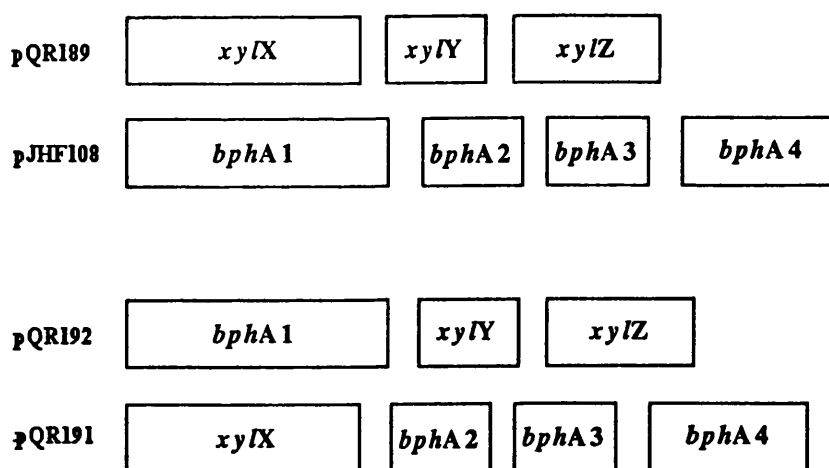 pQR189 xylX xylY xylZ
pJHF108 bphA1 bphA2 bphA3 bphA4
pQR192 bphA1 xylY xylZ
pQR191 xylX bphA2 bphA3 bphA4